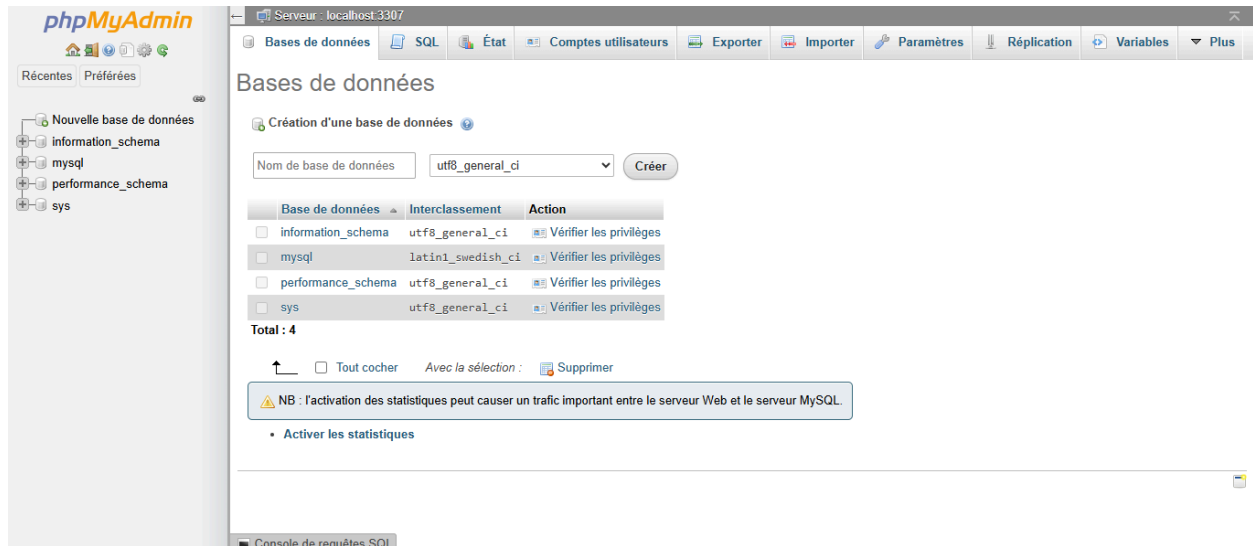 phpMyAdmin
Récentes Préférées
Nouvelle base de données
information_schema
mysql
performance_schema
sys
Serveur : localhost:3307
Bases de données SQL État Comptes utilisateurs Exporter Importer Paramètres Réplication Variables Plus
Bases de données
Création d'une base de données
Nom de base de données utf8_general_ci Créer
Base de données Interclassement Action
information_schema utf8_general_ci Vérifier les privilèges
mysql latin1_swedish_ci Vérifier les privilèges
performance_schema utf8_general_ci Vérifier les privilèges
sys utf8_general_ci Vérifier les privilèges
Total : 4
Tout cocher Avec la sélection : Supprimer
NB : l'activation des statistiques peut causer un trafic important entre le serveur Web et le serveur MySQL.
• Activer les statistiques
Console de requêtes SQL